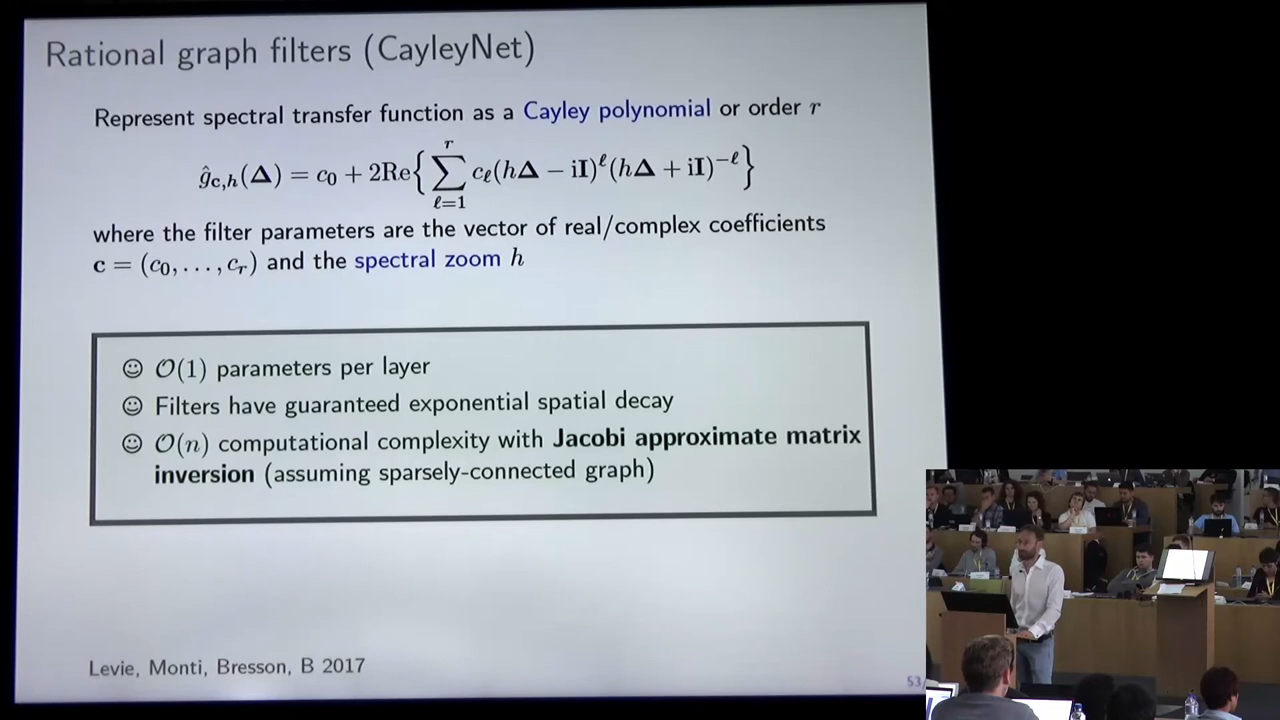 Rational graph filters (CayleyNet)
Represent spectral transfer function as a Cayley polynomial or order r
ĝ_{c,h}(Δ) = c₀ + 2Re{ ∑_{ℓ=1}^{r} c_ℓ(hΔ − iI)^ℓ(hΔ + iI)^{−ℓ} }
where the filter parameters are the vector of real/complex coefficients
c = (c₀, . . . , c_r) and the spectral zoom h
☺ O(1) parameters per layer
☺ Filters have guaranteed exponential spatial decay
☺ O(n) computational complexity with Jacobi approximate matrix
inversion (assuming sparsely-connected graph)
Levie, Monti, Bresson, B 2017
53/